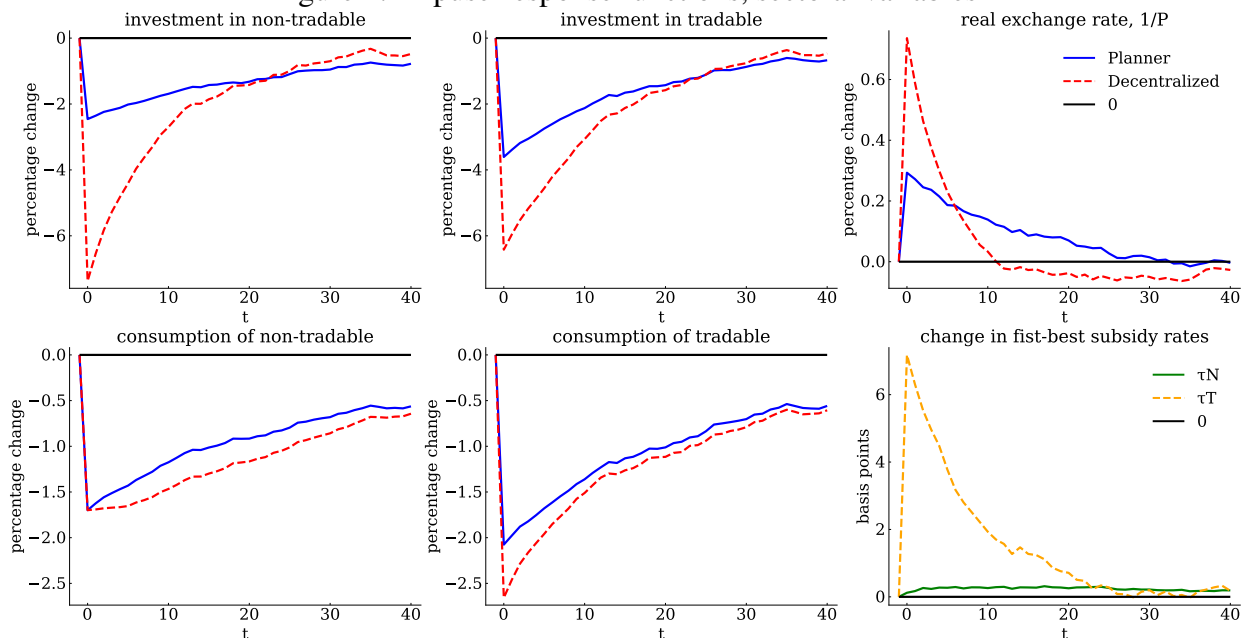 investment in non-tradable
investment in tradable
real exchange rate, 1/P
percentage change
0
−2
−4
−6
0 10 20 30 40
t
percentage change
0
−2
−4
−6
0 10 20 30 40
t
percentage change
0.6
0.4
0.2
0.0
Planner
Decentralized
0
0 10 20 30 40
t
consumption of non-tradable
consumption of tradable
change in fist-best subsidy rates
percentage change
0.0
−0.5
−1.0
−1.5
−2.0
−2.5
0 10 20 30 40
t
percentage change
0.0
−0.5
−1.0
−1.5
−2.0
−2.5
0 10 20 30 40
t
basis points
6
4
2
0
τN
τT
0
0 10 20 30 40
t